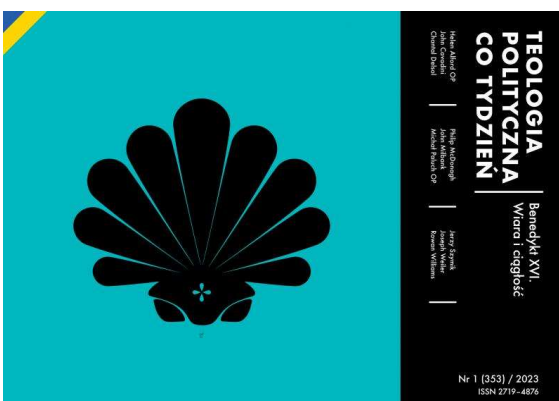 TEOLOGIA
POLITYCZNA
CO TYDZIEŃ
Benedykt XVI.
Wiara i ciągłość
Helen Alford OP
John Cavadini
Chantal Delsol
Philip McDonagh
John Milbank
Michał Paluch OP
Jerzy Szymik
Joseph Weiler
Rowan Williams
Nr 1 (353) / 2023
ISSN 2719-4876